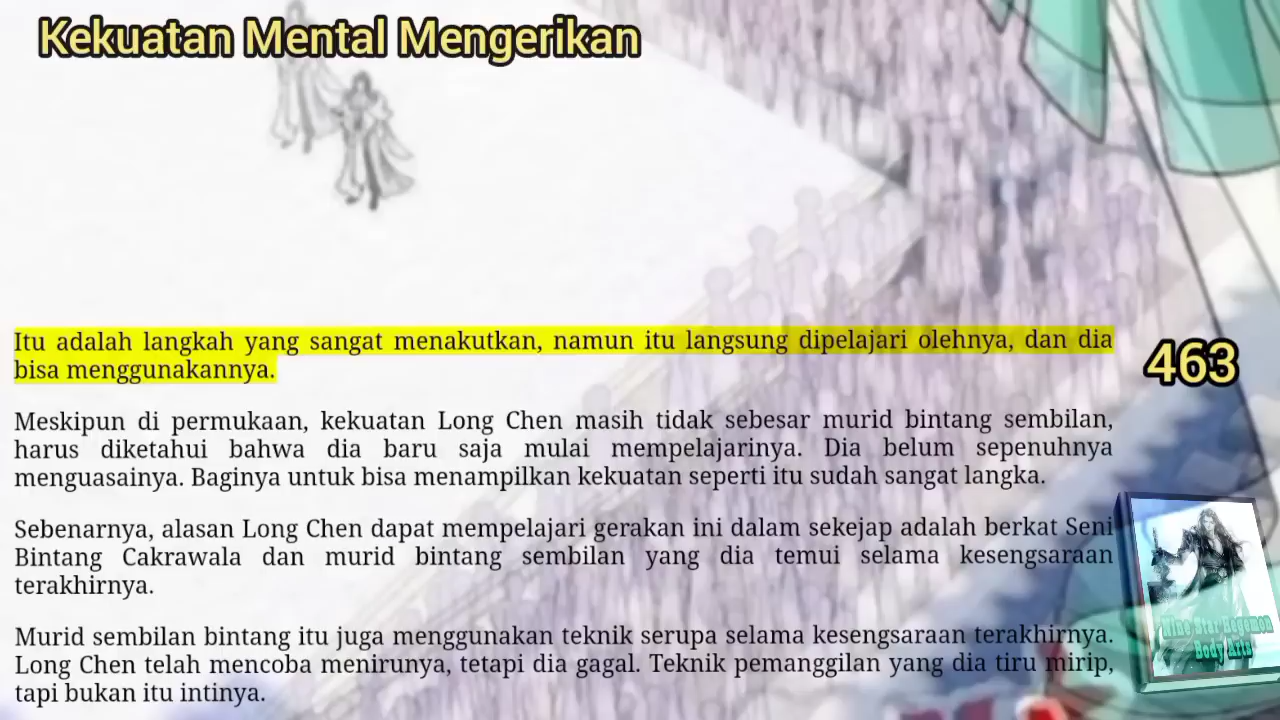 Kekuatan Mental Mengerikan
Itu adalah langkah yang sangat menakutkan, namun itu langsung dipelajari olehnya, dan dia
bisa menggunakannya.
463
Meskipun di permukaan, kekuatan Long Chen masih tidak sebesar murid bintang sembilan,
harus diketahui bahwa dia baru saja mulai mempelajarinya. Dia belum sepenuhnya
menguasainya. Baginya untuk bisa menampilkan kekuatan seperti itu sudah sangat langka.
Sebenarnya, alasan Long Chen dapat mempelajari gerakan ini dalam sekejap adalah berkat Seni
Bintang Cakrawala dan murid bintang sembilan yang dia temui selama kesengsaraan
terakhirnya.
Murid sembilan bintang itu juga menggunakan teknik serupa selama kesengsaraan terakhirnya.
Long Chen telah mencoba menirunya, tetapi dia gagal. Teknik pemanggilan yang dia tiru mirip,
tapi bukan itu intinya.
Nine Star Hegemon
Body Arts